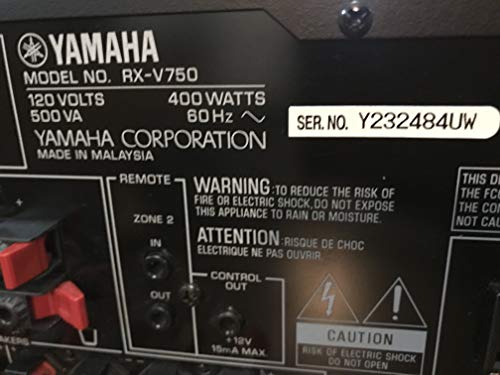 YAMAHA
MODEL NO. RX-V750
120 VOLTS 400 WATTS
500 VA 60 Hz
YAMAHA CORPORATION
MADE IN MALAYSIA
SER. NO. Y232484UW
REMOTE
ZONE 2
IN
OUT
CONTROL
OUT
+12V
15mA MAX.
WARNING:TO REDUCE THE RISK OF
FIRE OR ELECTRIC SHOCK,DO NOT EXPOSE
THIS APPLIANCE TO RAIN OR MOISTURE.
ATTENTION:RISQUE DE CHOC
ELECTRIQUE NE PAS OUVRIR.
CAUTION
RISK OF ELECTRIC SHOCK
DO NOT OPEN
THIS D
THE FC
OF THE
CONDI